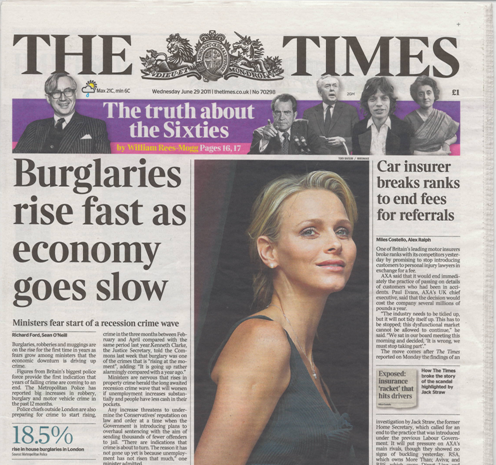 THE TIMES
Max 21C, min 6C
Wednesday June 29 2011 | thetimes.co.uk | No 70298
£1
The truth about
the Sixties
by William Rees-Mogg Pages 16, 17
Burglaries
rise fast as
economy
goes slow
Ministers fear start of a recession crime wave
Richard Ford, Sean O'Neill
Burglaries, robberies and muggings are
on the rise for the first time in years as
fears grow among ministers that the
economic downturn is driving up
crime.
Figures from Britain's biggest police
force provide the first indication that
years of falling crime are coming to an
end. The Metropolitan Police has
reported big increases in robbery,
burglary and motor vehicle crime in
the past 12 months.
Police chiefs outside London are also
preparing for crime to start rising,
18.5%
rise in house burglaries in London
crime in the three months between
February and April compared with the
same period last year. Kenneth Clarke,
the Justice Secretary, told the Com-
mons last week that burglary was one
of the crimes that is "rising at the mo-
ment", adding: "It is going up rather
alarmingly compared with a year ago."
Ministers are nervous that rises in
property crime herald the long awaited
recession crime wave that will worsen
if unemployment increases substan-
tially and people have less cash in their
pockets.
Any increase threatens to under-
mine the Conservatives' reputation on
law and order at a time when the
Government is introducing plans to
overhaul sentencing with the aim of
sending thousands of fewer offenders
to jail. "There are indications that
crime is about to turn. The reason it has
not gone up yet is because unemploy-
ment has not risen that much," one
minister admitted.
Car insurer
breaks ranks
to end fees
for referrals
Miles Costello, Alex Ralph
One of Britain's leading motor insurers
broke ranks with its competitors yester-
day by promising to stop introducing
customers to personal injury lawyers in
exchange for a fee.
AXA said that it would end immedi-
ately the practice of passing on details
of customers who had been in acci-
dents. Paul Evans, AXA's UK chief
executive, said that the decision would
cost the company several millions of
pounds a year.
"The industry needs to be tidied up,
but it will not tidy itself up. This has to
be stopped; this dysfunctional market
cannot be allowed to continue," he
said. "We sat in our board meeting this
morning and decided, 'It is wrong, we
must stop taking part'."
The move comes after The Times
reported on Monday the findings of an
Exposed:
insurance
'racket' that
hits drivers
How The Times
broke the story
of the scandal
highlighted by
Jack Straw
investigation by Jack Straw, the former
Home Secretary, which called for an
end to the practice that was introduced
under the previous Labour Govern-
ment. It will put pressure on AXA's
main rivals, though they showed no
signs of buckling yesterday. RSA,
which owns More Than; Aviva; and